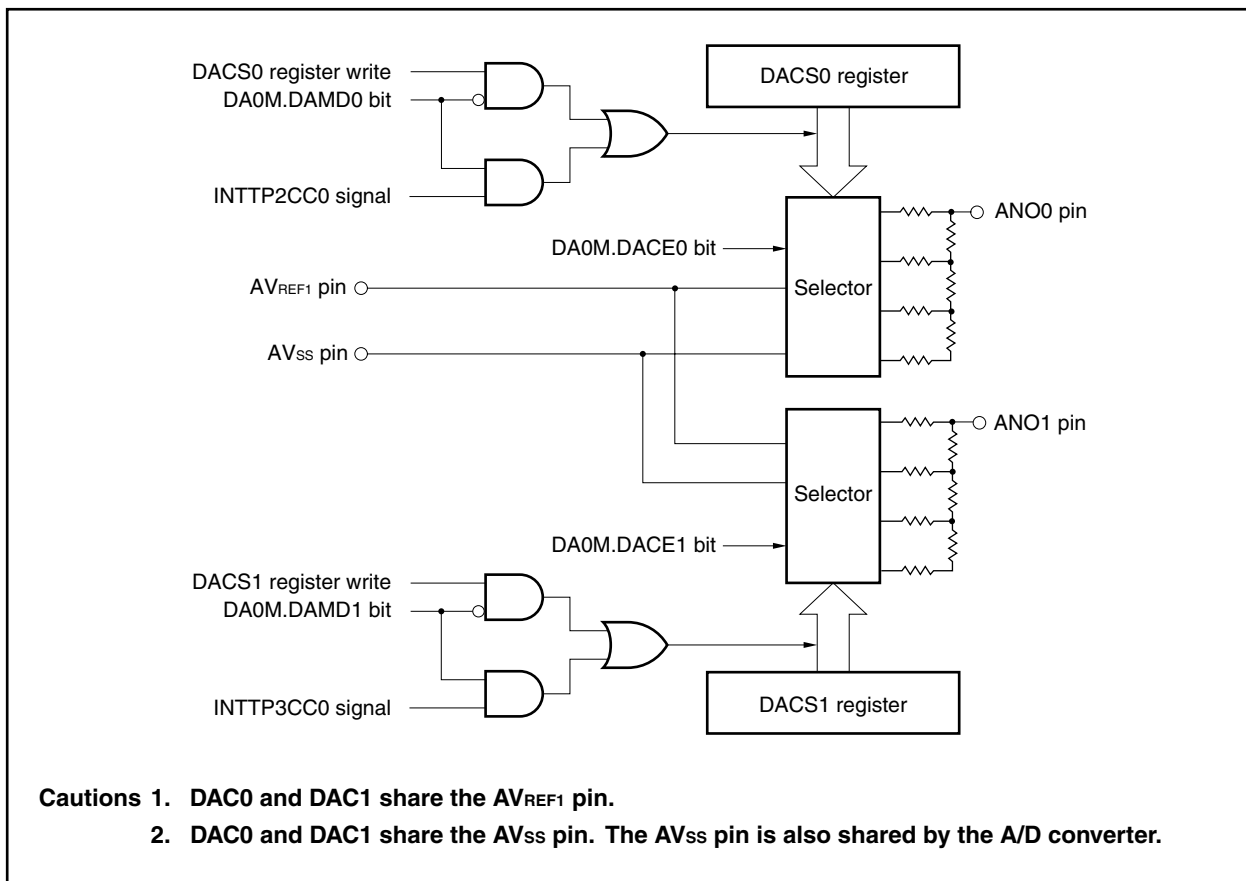 DACS0 register write
DA0M.DAMD0 bit
DACS0 register
INTTP2CC0 signal
ANO0 pin
DA0M.DACE0 bit
Selector
AVREF1 pin
AVSS pin
ANO1 pin
Selector
DA0M.DACE1 bit
DACS1 register write
DA0M.DAMD1 bit
INTTP3CC0 signal
DACS1 register
Cautions 1. DAC0 and DAC1 share the AVREF1 pin.
2. DAC0 and DAC1 share the AVSS pin. The AVSS pin is also shared by the A/D converter.